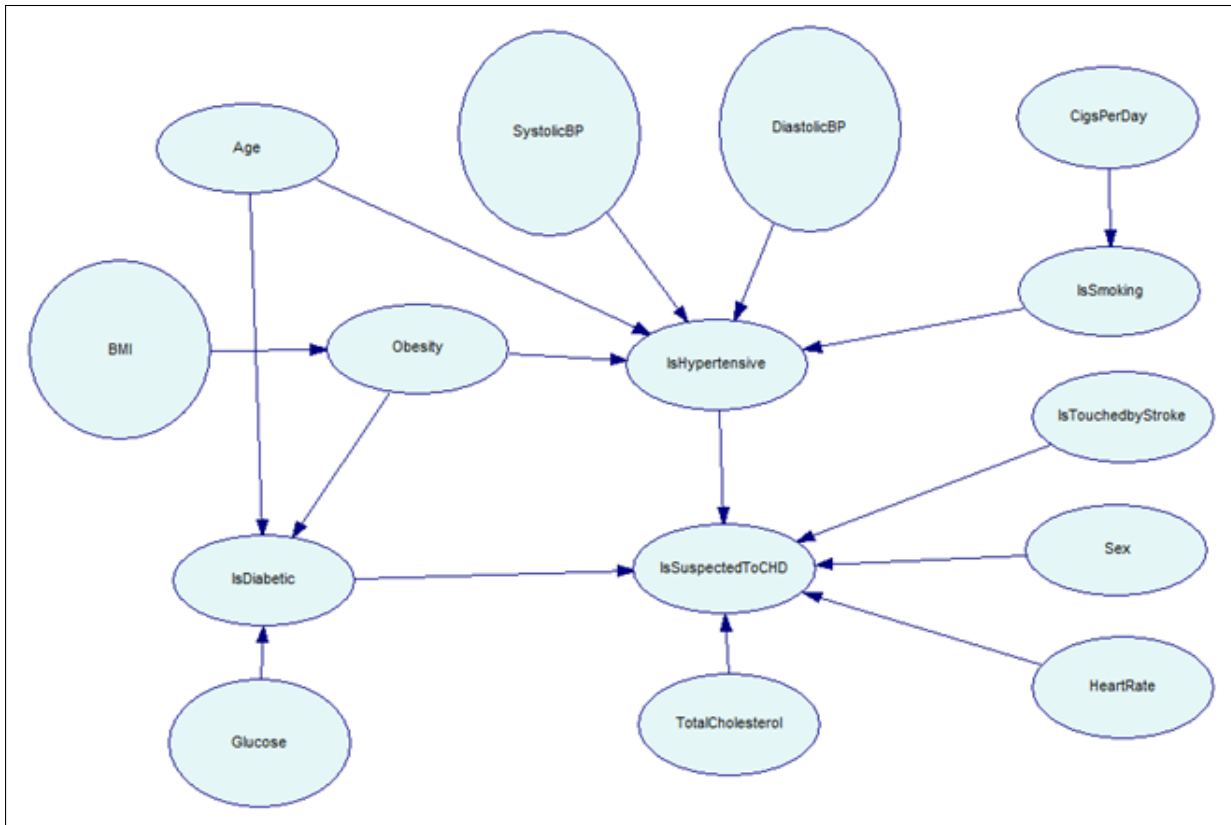 SystolicBP
DiastolicBP
CigsPerDay
Age
IsSmoking
BMI
Obesity
IsHypertensive
IsTouchedbyStroke
IsDiabetic
IsSuspectedToCHD
Sex
HeartRate
Glucose
TotalCholesterol